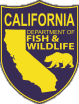 CALIFORNIA
DEPARTMENT OF
FISH &
WILDLIFE